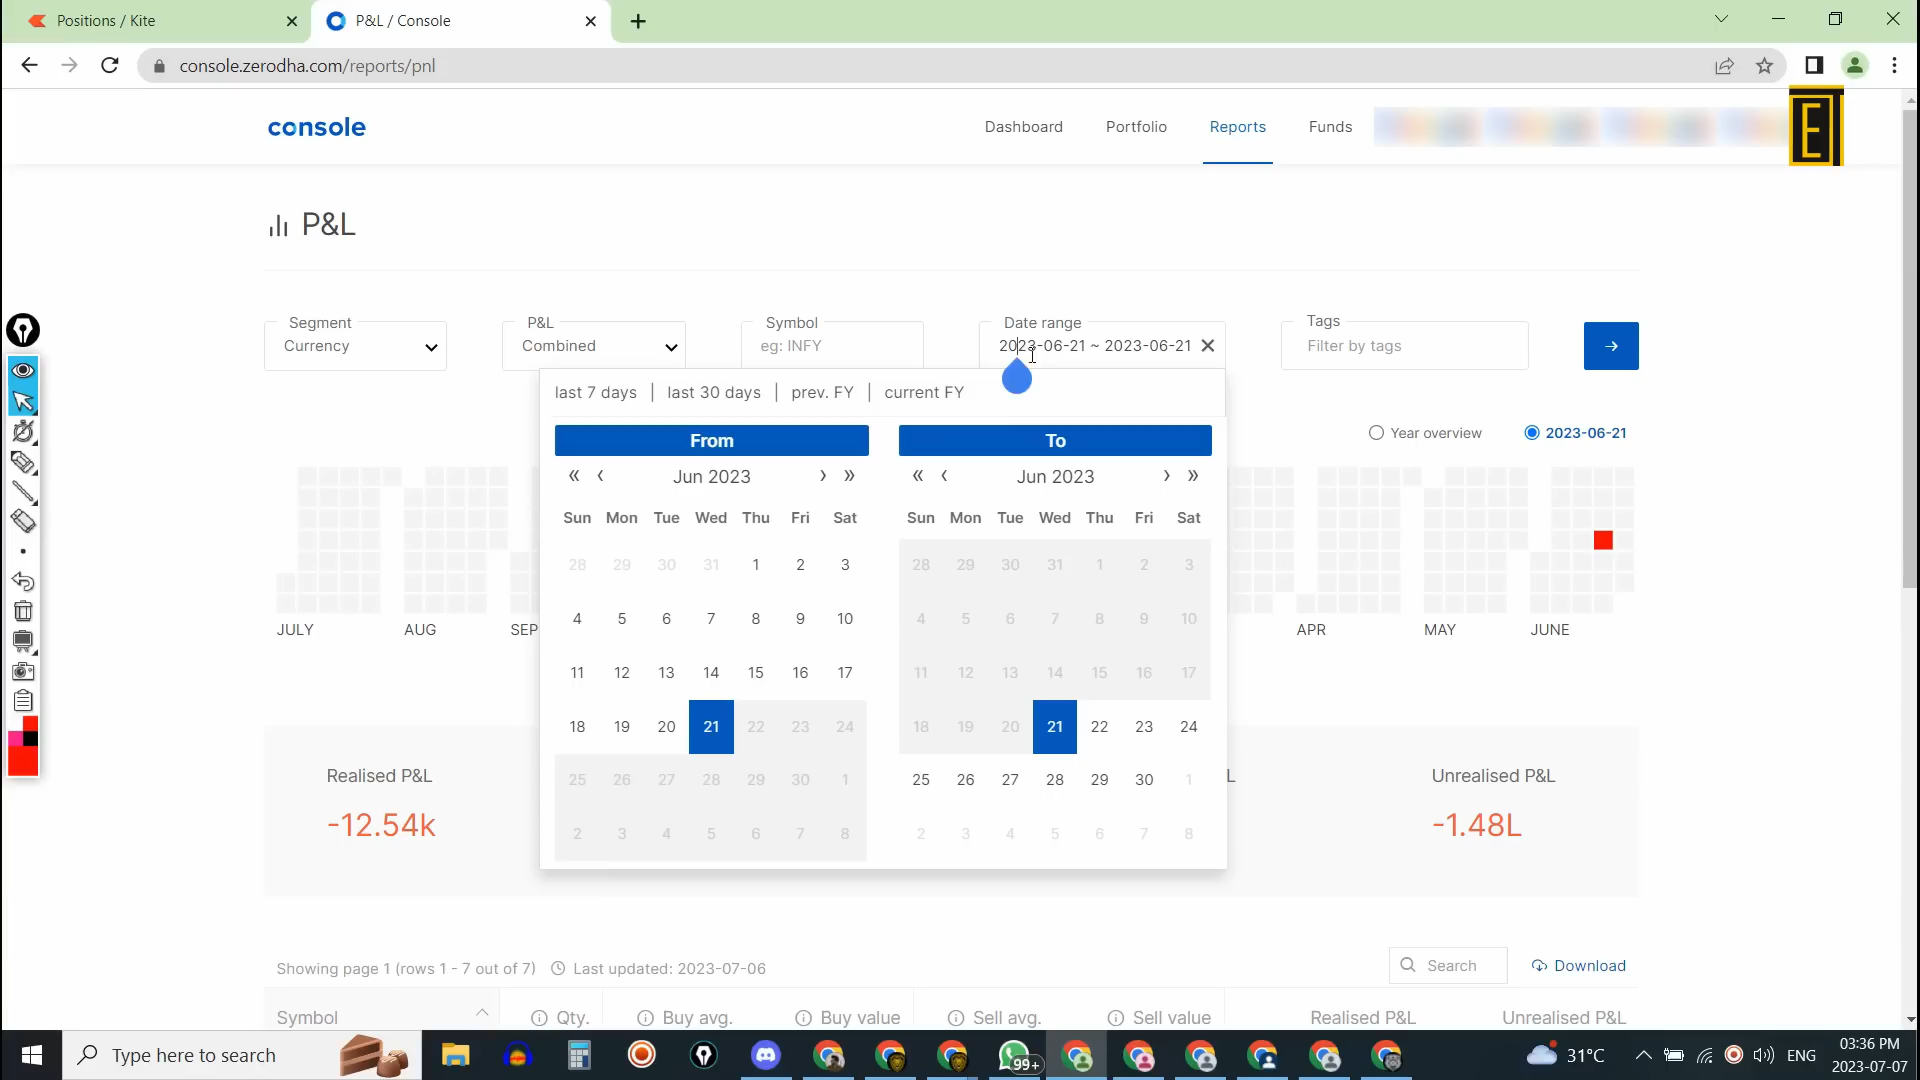 Positions / Kite
P&L / Console
console.zerodha.com/reports/pnl
console
Dashboard
Portfolio
Reports
Funds
E
P&L
Segment
Currency
P&L
Combined
Symbol
eg: INFY
Date range
2023-06-21 ~ 2023-06-21
Tags
Filter by tags
last 7 days | last 30 days | prev. FY | current FY
Year overview
2023-06-21
From
« ‹ Jun 2023 › »
Sun Mon Tue Wed Thu Fri Sat
28 29 30 31 1 2 3
4 5 6 7 8 9 10
11 12 13 14 15 16 17
18 19 20 21 22 23 24
25 26 27 28 29 30 1
2 3 4 5 6 7 8
To
« ‹ Jun 2023 › »
Sun Mon Tue Wed Thu Fri Sat
28 29 30 31 1 2 3
4 5 6 7 8 9 10
11 12 13 14 15 16 17
18 19 20 21 22 23 24
25 26 27 28 29 30 1
2 3 4 5 6 7 8
JULY AUG SEP APR MAY JUNE
Realised P&L
-12.54k
L
Unrealised P&L
-1.48L
Showing page 1 (rows 1 - 7 out of 7)
Last updated: 2023-07-06
Search
Download
Symbol Qty. Buy avg. Buy value Sell avg. Sell value Realised P&L Unrealised P&L
Type here to search
99+
31°C
ENG
03:36 PM
2023-07-07